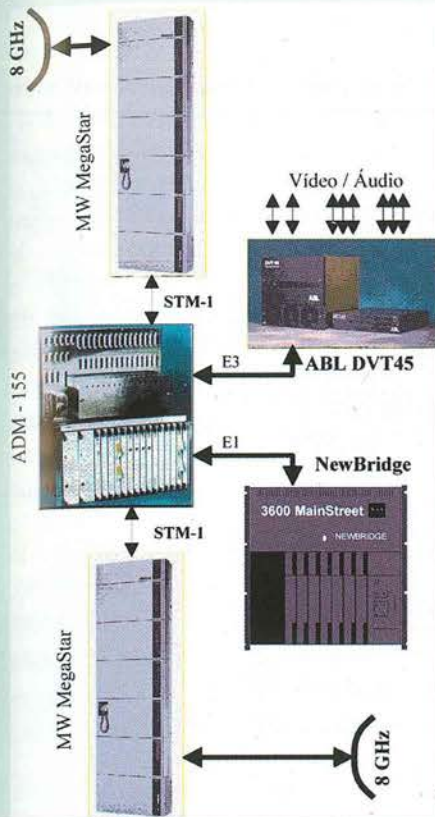 8 GHz
MW MegaStar
Vídeo / Áudio
STM-1
ABL
ABL DVT45
E3
ADM - 155
E1
NewBridge
3600 MainStreet
NEWBRIDGE
STM-1
MW MegaStar
8 GHz